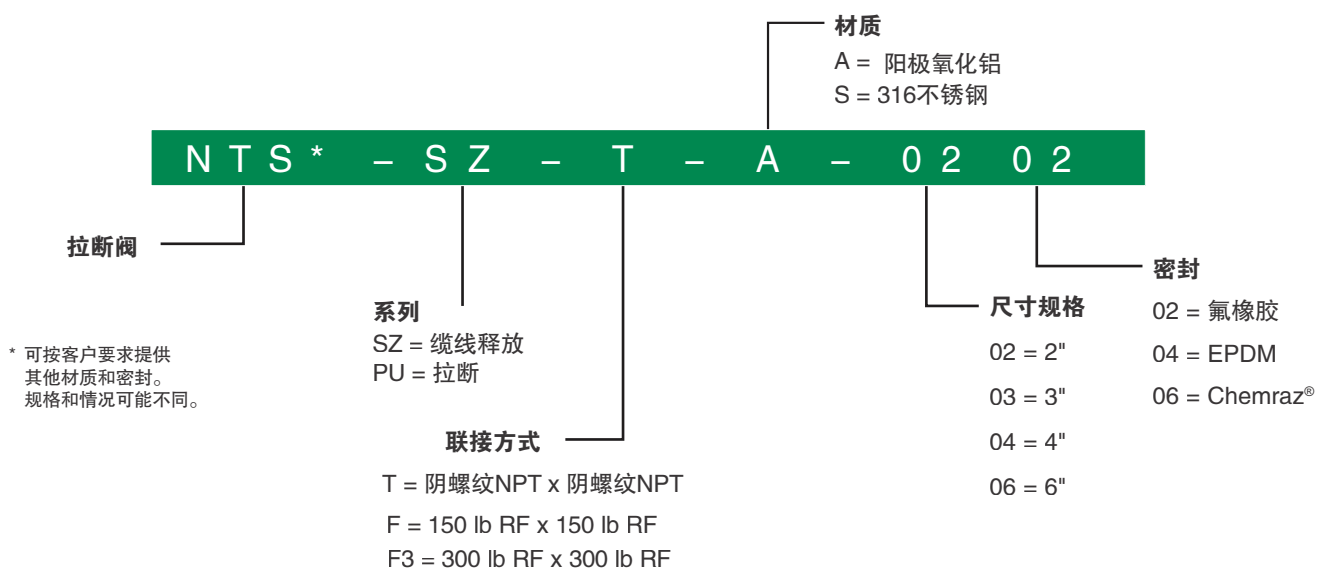 材质
A = 阳极氧化铝
S = 316不锈钢
NTS* – SZ – T – A – 02 02
拉断阀
系列
SZ = 缆线释放
PU = 拉断
* 可按客户要求提供
其他材质和密封。
规格和情况可能不同。
联接方式
T = 阴螺纹NPT x 阴螺纹NPT
F = 150 lb RF x 150 lb RF
F3 = 300 lb RF x 300 lb RF
尺寸规格
02 = 2"
03 = 3"
04 = 4"
06 = 6"
密封
02 = 氟橡胶
04 = EPDM
06 = Chemraz®